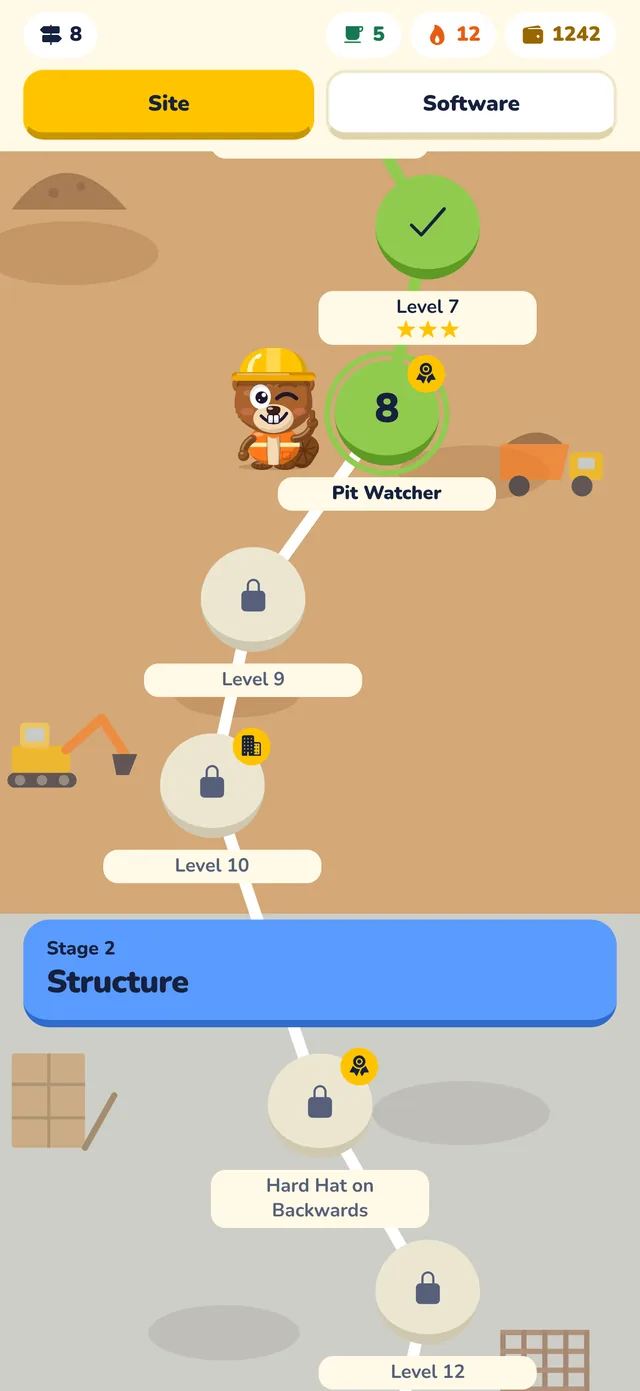 8
5
12
1242
Site
Software
Level 7
8
Pit Watcher
Level 9
Level 10
Stage 2
Structure
Hard Hat on
Backwards
Level 12